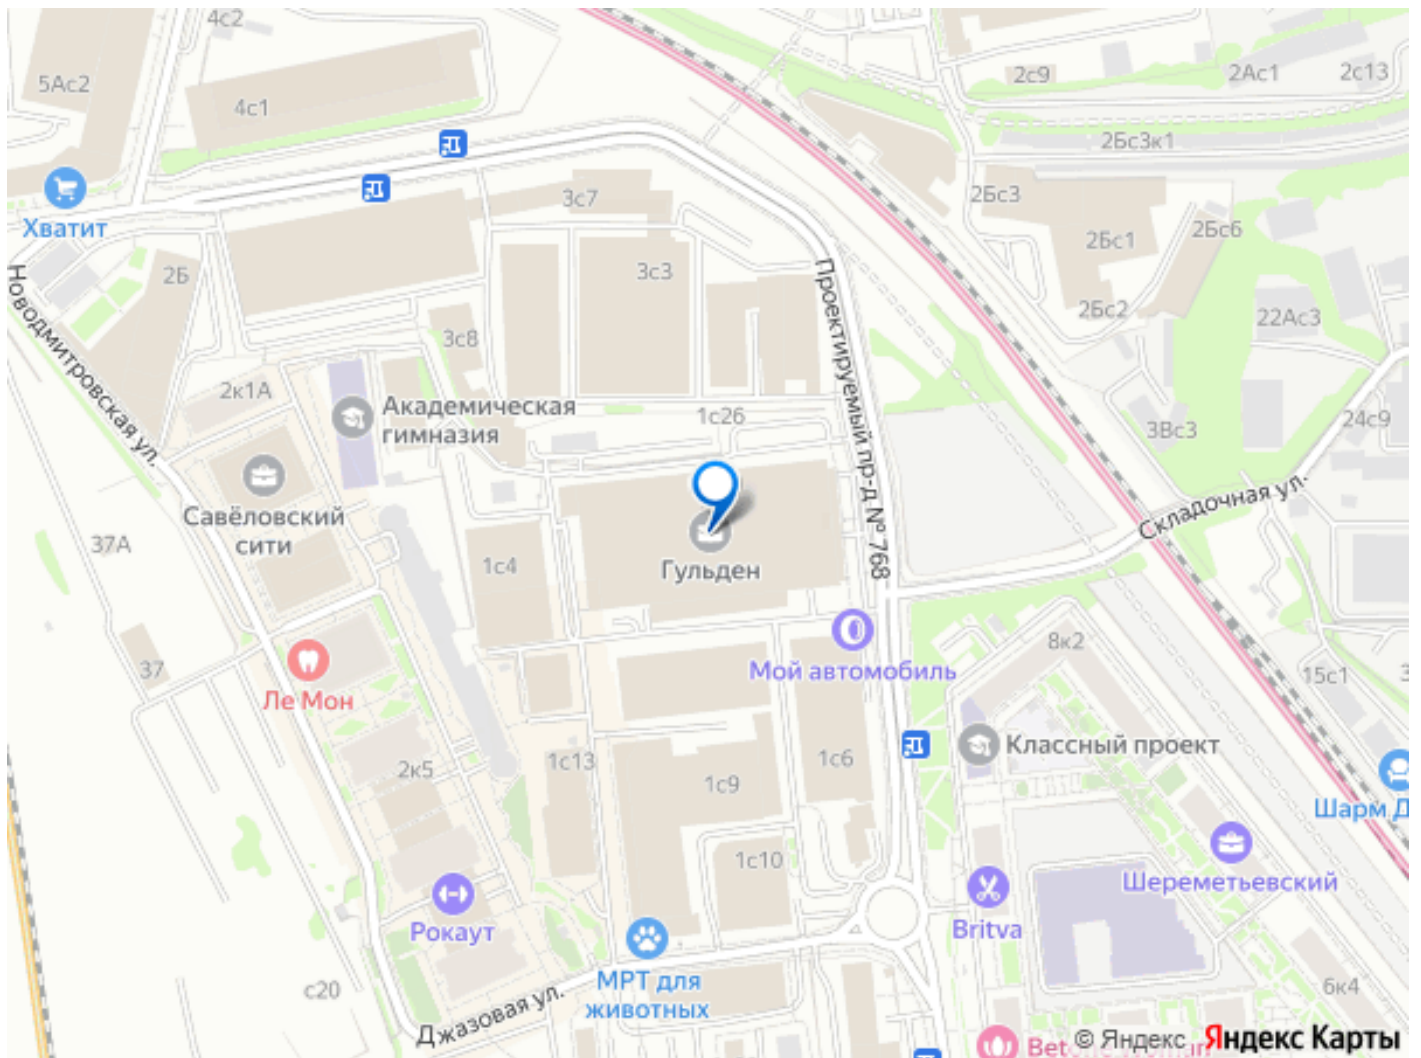 4с2
5Ас2
4с1
2с9
2Ас1
2с13
2Бс3к1
Хватит
3с7
2Бс3
2Бс1
2Бс6
2Б
3с3
2Бс2
22Ас3
Новодмитровская ул.
Проектируемый пр-д № 768
3с8
2к1А
Академическая
гимназия
1с26
3Вс3
24с9
Савёловский
сити
Складочная ул.
37А
1с4
Гульден
37
Ле Мон
Мой автомобиль
8к2
15с1
Классный проект
2к5
1с13
1с9
1с6
Шарм Д
1с10
Шереметьевский
Рокаут
Britva
МРТ для
животных
с20
Джазовая ул.
6к4
© Яндекс Яндекс Карты